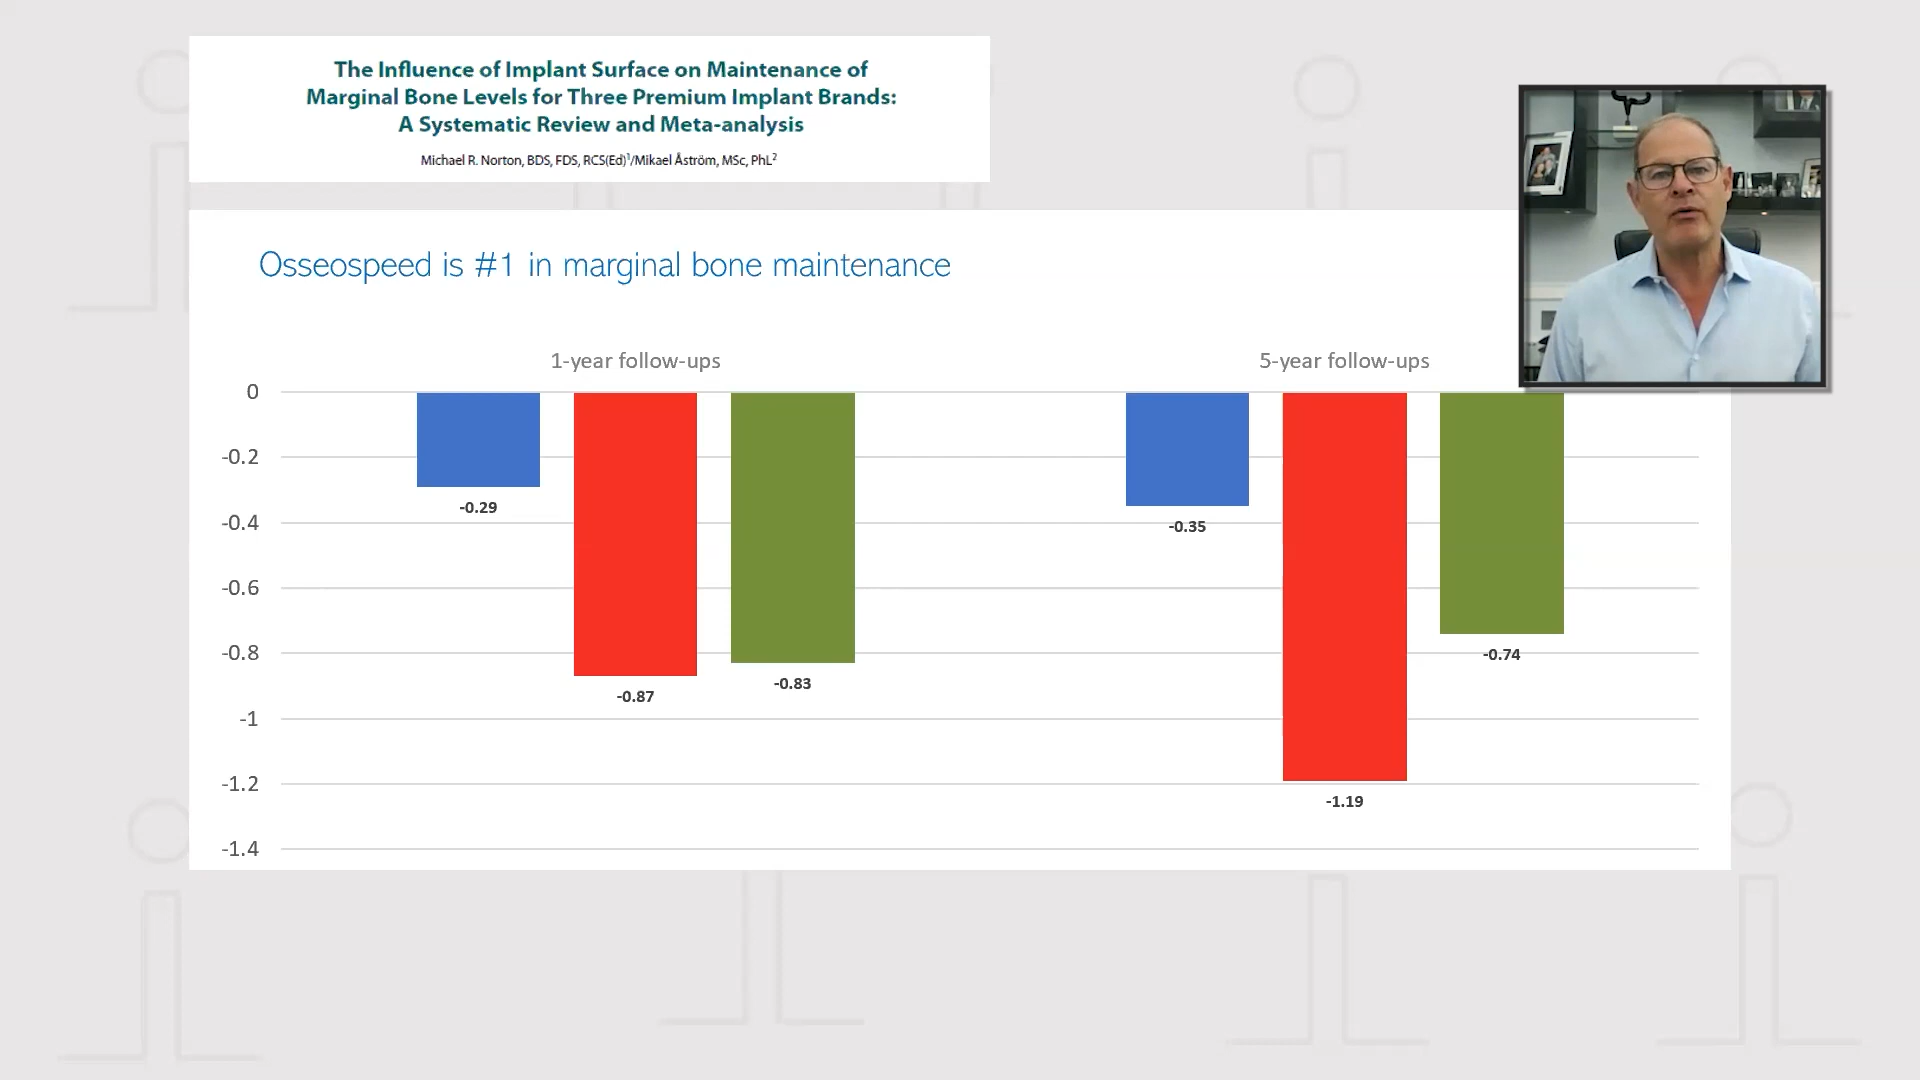 The Influence of Implant Surface on Maintenance of
Marginal Bone Levels for Three Premium Implant Brands:
A Systematic Review and Meta-analysis
Michael R. Norton, BDS, FDS, RCS(Ed)¹/Mikael Åström, MSc, PhL²
Osseospeed is #1 in marginal bone maintenance
1-year follow-ups
5-year follow-ups
0
-0.2
-0.4
-0.6
-0.8
-1
-1.2
-1.4
-0.29
-0.87
-0.83
-0.35
-1.19
-0.74